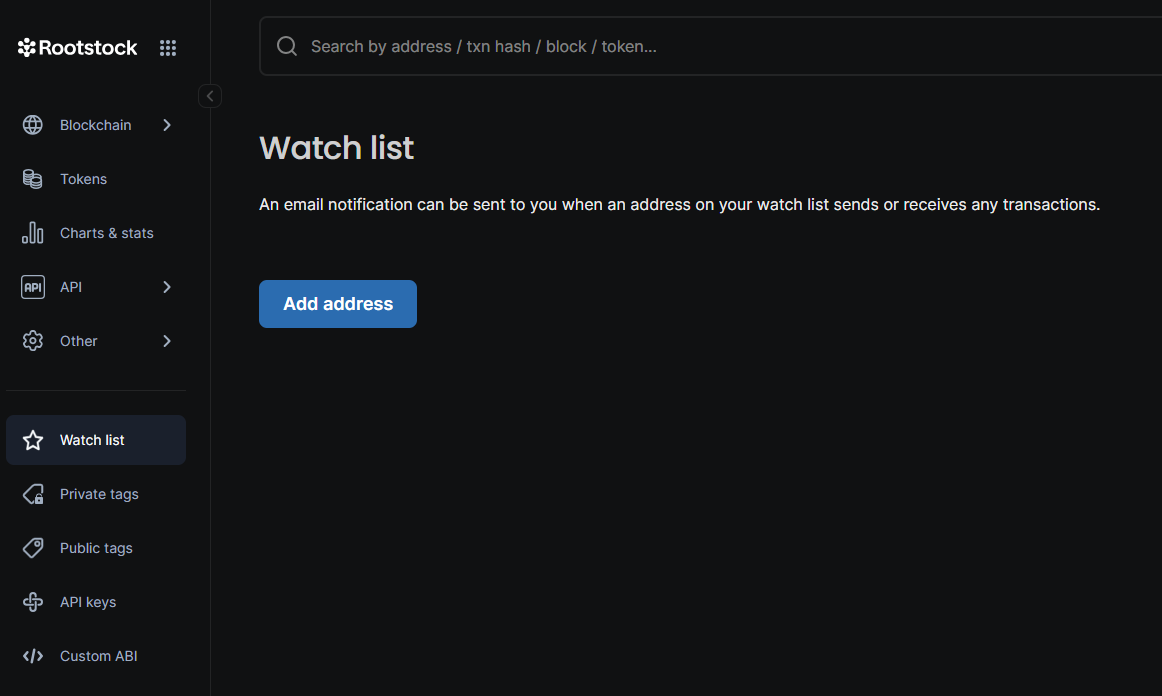 Rootstock
Search by address / txn hash / block / token...
Blockchain
Tokens
Charts & stats
API
API
Other
Watch list
Private tags
Public tags
API keys
Custom ABI
Watch list
An email notification can be sent to you when an address on your watch list sends or receives any transactions.
Add address